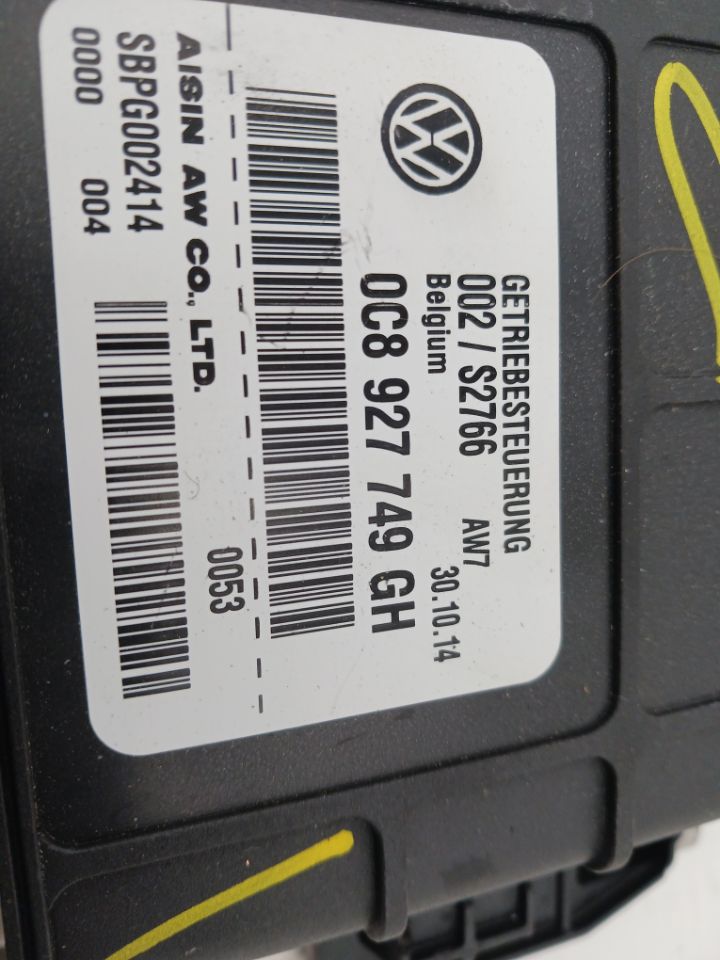 GETRIEBESTEUERUNG
002 / S2766 AW7
Belgium 30.10.14
0C8 927 749 GH
0053
AISIN AW CO., LTD.
SBPG002414
0000 004